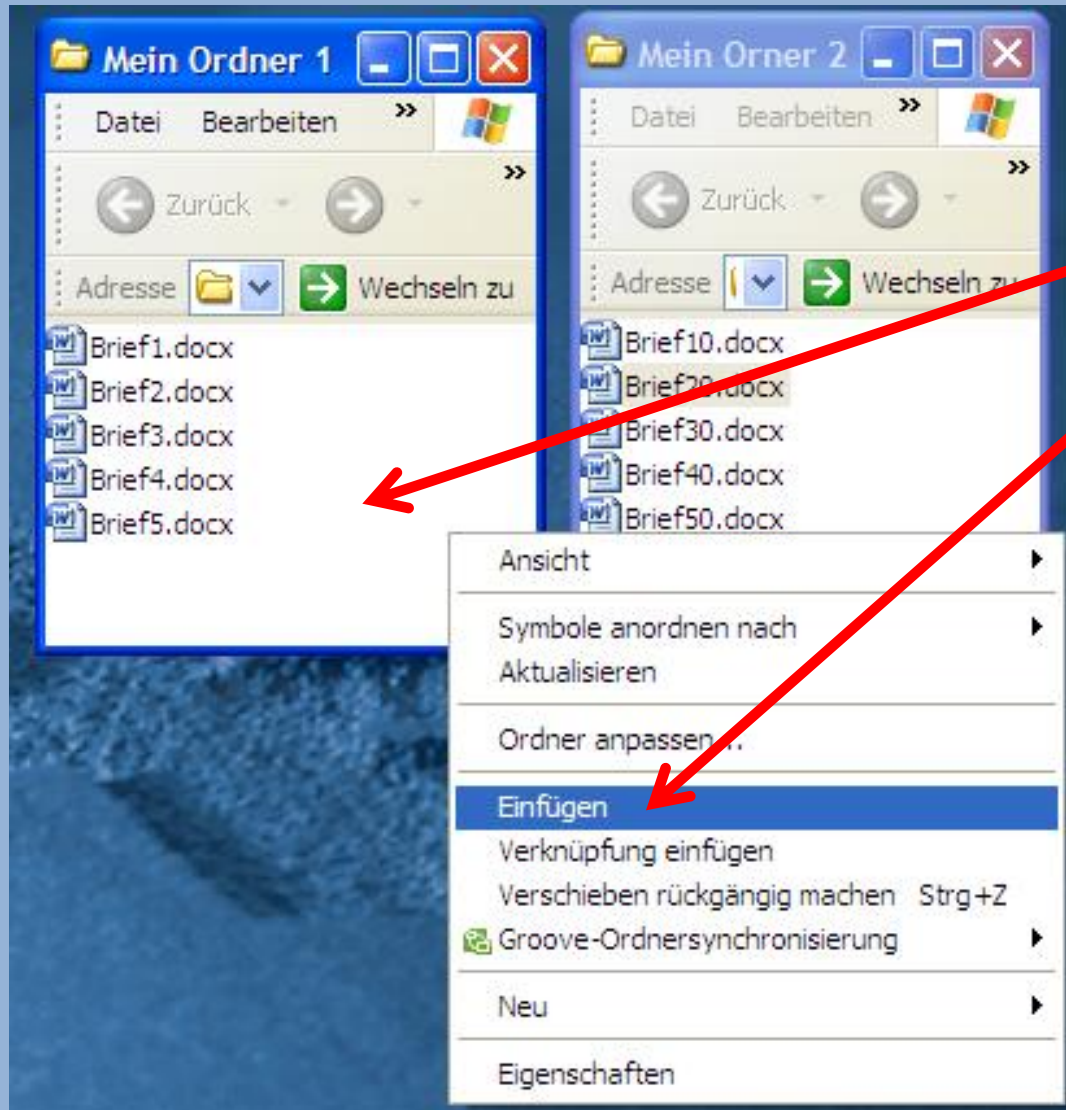 Mein Ordner 1
Datei Bearbeiten »
Zurück
»
Adresse Wechseln zu
Brief1.docx
Brief2.docx
Brief3.docx
Brief4.docx
Brief5.docx
Mein Orner 2
Datei Bearbeiten »
Zurück
»
Adresse Wechseln zu
Brief10.docx
Brief20.docx
Brief30.docx
Brief40.docx
Brief50.docx
Ansicht
Symbole anordnen nach
Aktualisieren
Ordner anpassen...
Einfügen
Verknüpfung einfügen
Verschieben rückgängig machen Strg+Z
Groove-Ordnersynchronisierung
Neu
Eigenschaften